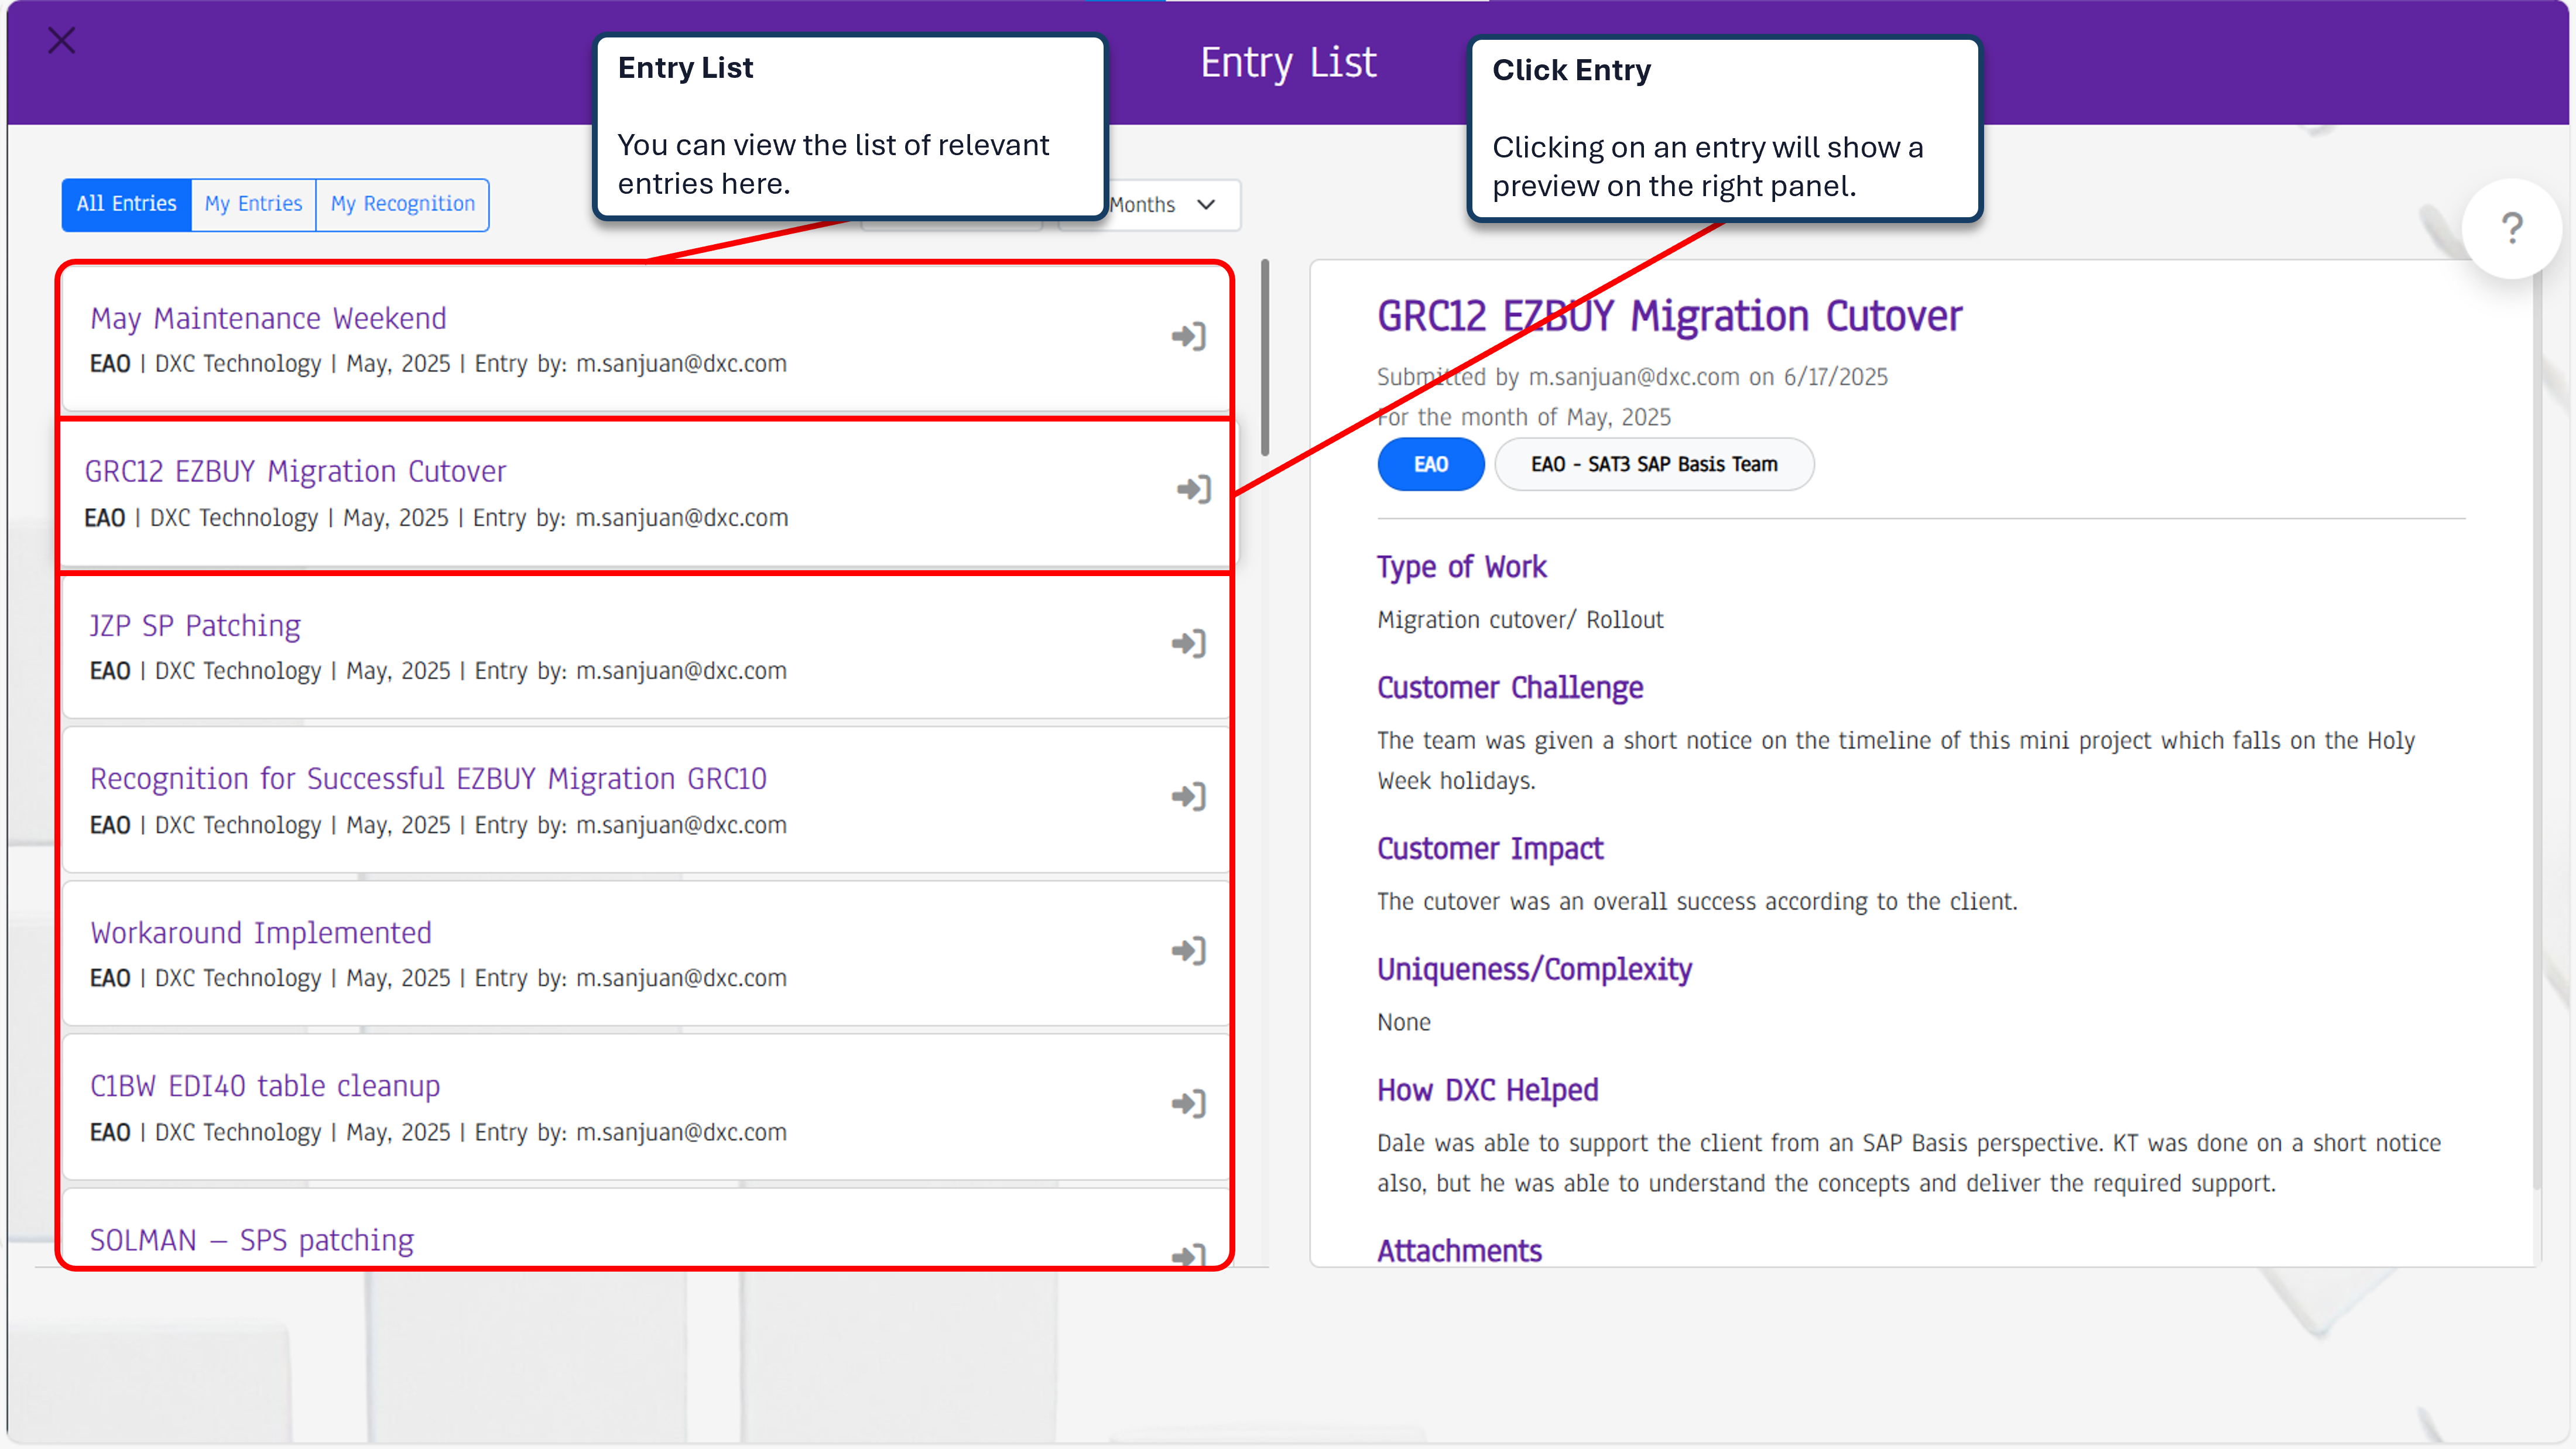 Entry List
Entry List
You can view the list of relevant
entries here.
Click Entry
Clicking on an entry will show a
preview on the right panel.
All Entries
My Entries
My Recognition
Months
?
May Maintenance Weekend
EAO | DXC Technology | May, 2025 | Entry by: m.sanjuan@dxc.com
GRC12 EZBUY Migration Cutover
EAO | DXC Technology | May, 2025 | Entry by: m.sanjuan@dxc.com
JZP SP Patching
EAO | DXC Technology | May, 2025 | Entry by: m.sanjuan@dxc.com
Recognition for Successful EZBUY Migration GRC10
EAO | DXC Technology | May, 2025 | Entry by: m.sanjuan@dxc.com
Workaround Implemented
EAO | DXC Technology | May, 2025 | Entry by: m.sanjuan@dxc.com
C1BW EDI40 table cleanup
EAO | DXC Technology | May, 2025 | Entry by: m.sanjuan@dxc.com
SOLMAN – SPS patching
GRC12 EZBUY Migration Cutover
Submitted by m.sanjuan@dxc.com on 6/17/2025
For the month of May, 2025
EAO
EAO - SAT3 SAP Basis Team
Type of Work
Migration cutover/ Rollout
Customer Challenge
The team was given a short notice on the timeline of this mini project which falls on the Holy
Week holidays.
Customer Impact
The cutover was an overall success according to the client.
Uniqueness/Complexity
None
How DXC Helped
Dale was able to support the client from an SAP Basis perspective. KT was done on a short notice
also, but he was able to understand the concepts and deliver the required support.
Attachments